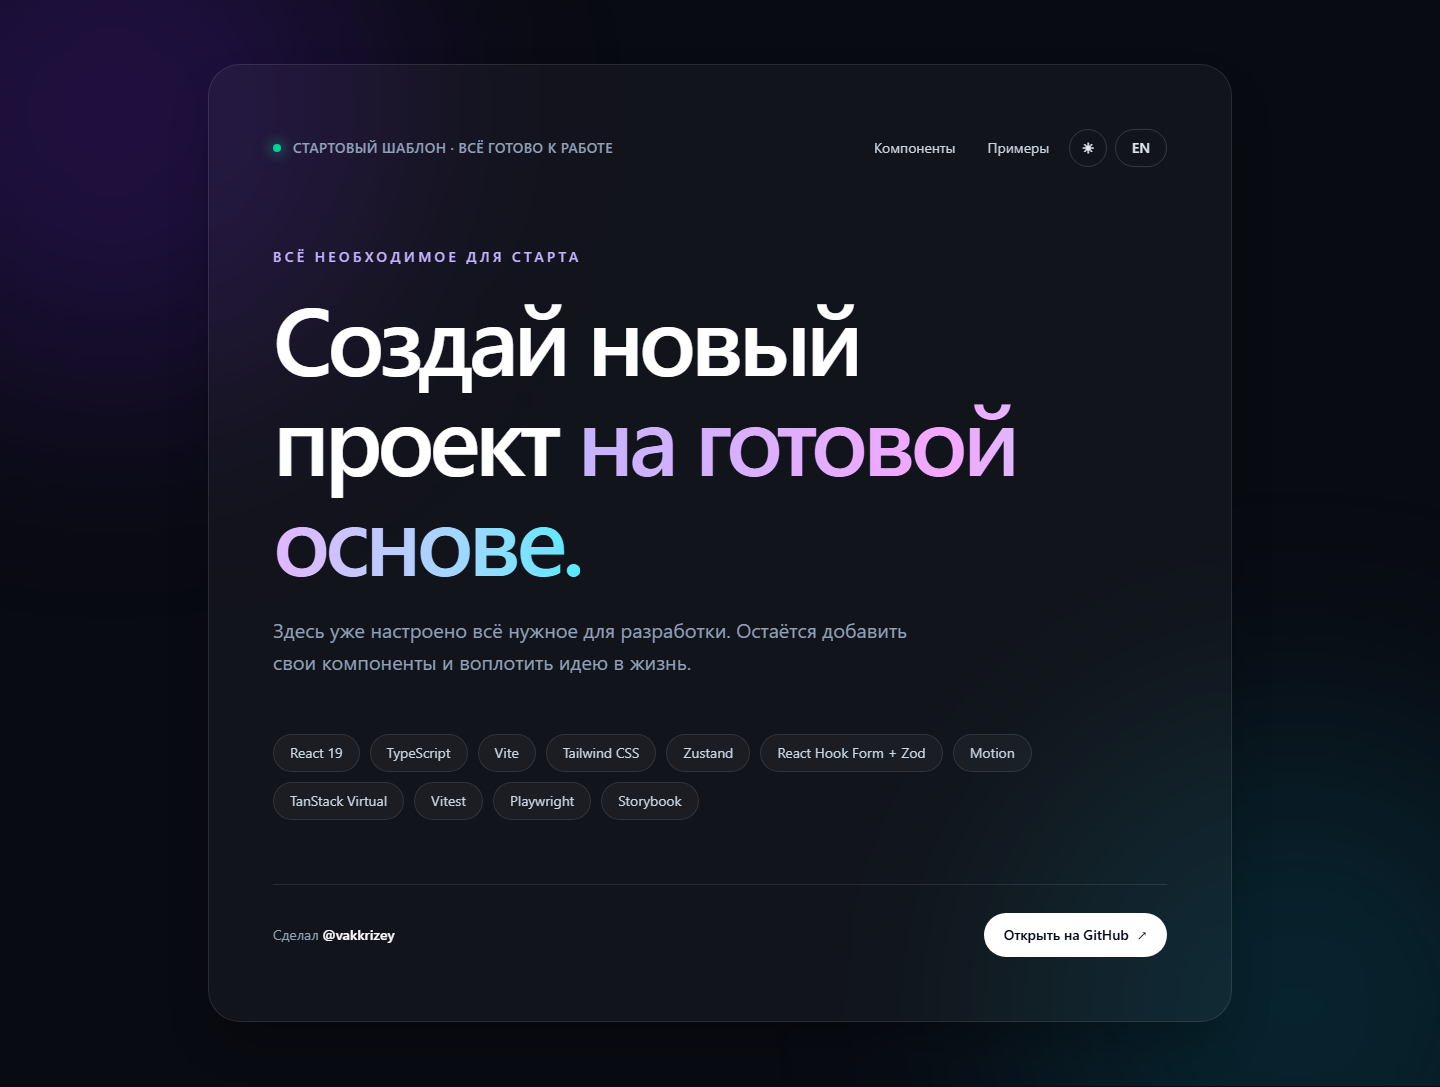 СТАРТОВЫЙ ШАБЛОН · ВСЁ ГОТОВО К РАБОТЕ
Компоненты
Примеры
EN
ВСЁ НЕОБХОДИМОЕ ДЛЯ СТАРТА
Создай новый
проект на готовой
основе.
Здесь уже настроено всё нужное для разработки. Остаётся добавить
свои компоненты и воплотить идею в жизнь.
React 19
TypeScript
Vite
Tailwind CSS
Zustand
React Hook Form + Zod
Motion
TanStack Virtual
Vitest
Playwright
Storybook
Сделал @vakkrizey
Открыть на GitHub ↗